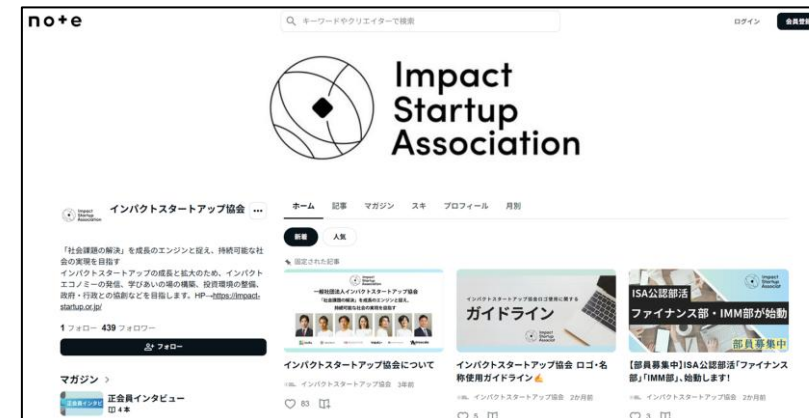 note
キーワードやクリエイターで検索
ログイン
会員登録
Impact
Startup
Association
インパクトスタートアップ協会
「社会課題の解決」を成長のエンジンと捉え、持続可能な社
会の実現を目指す
インパクトスタートアップの成長と拡大のため、インパクト
エコノミーの発信、学びあいの場の構築、投資環境の整備、
政府・行政との協創などを目指します。HP→https://impact-
startup.or.jp/
1 フォロー 439 フォロワー
フォロー
マガジン
正会員インタビュー
4 本
ホーム 記事 マガジン スキ プロフィール 月別
新着 人気
固定された記事
一般社団法人インパクトスタートアップ協会
「社会課題の解決」を成長のエンジンと捉え、
持続可能な社会の実現を目指す
インパクトスタートアップ協会について
インパクトスタートアップ協会 3年前
83
インパクトスタートアップ協会ロゴ使用に関する
ガイドライン
Impact
Startup
Association
インパクトスタートアップ協会 ロゴ・名
称使用ガイドライン
インパクトスタートアップ協会 2か月前
5
ISA公認部活
ファイナンス部・IMM部が始動
部員募集中
【部員募集中】ISA公認部活「ファイナンス
部」「IMM部」、始動します!
インパクトスタートアップ協会 2か月前
3